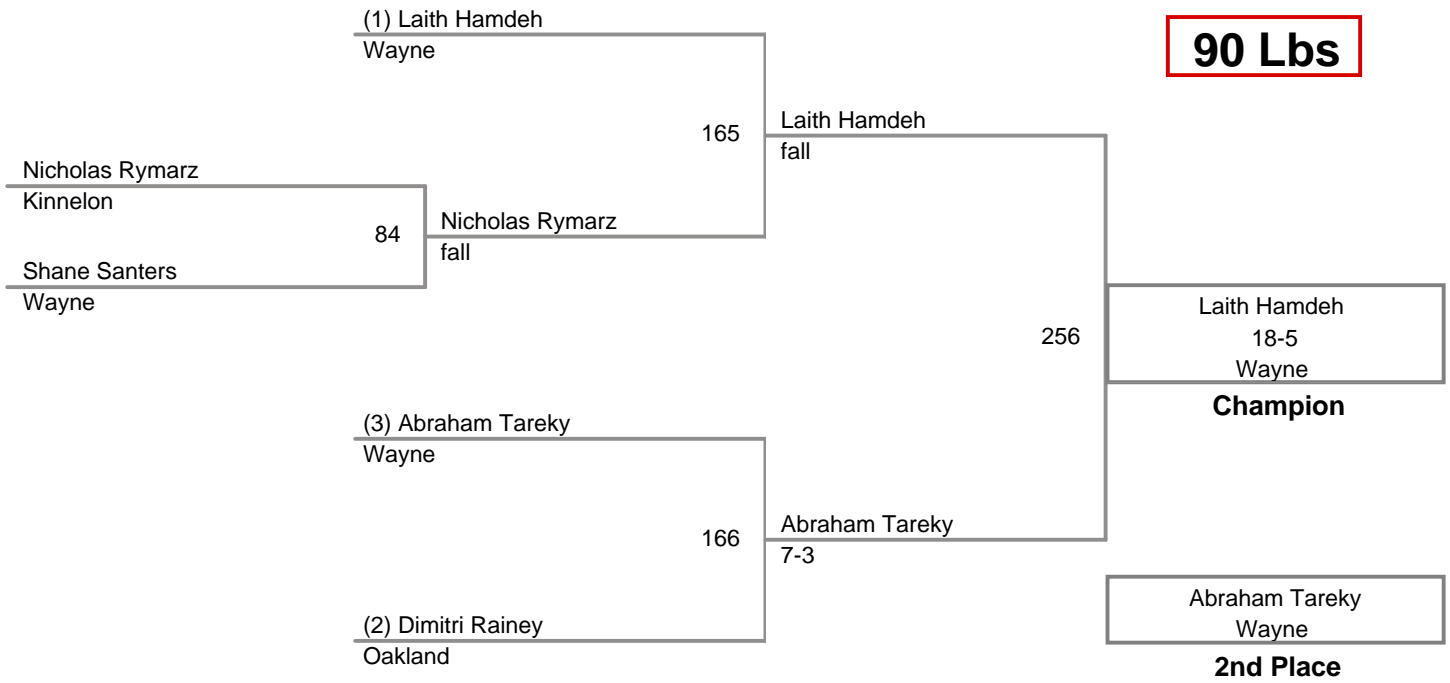 (1) Laith Hamdeh
Wayne
90 Lbs
165
Laith Hamdeh
fall
Nicholas Rymarz
Kinnelon
84
Nicholas Rymarz
fall
Shane Santers
Wayne
256
Laith Hamdeh
18-5
Wayne
Champion
(3) Abraham Tareky
Wayne
166
Abraham Tareky
7-3
(2) Dimitri Rainey
Oakland
Abraham Tareky
Wayne
2nd Place